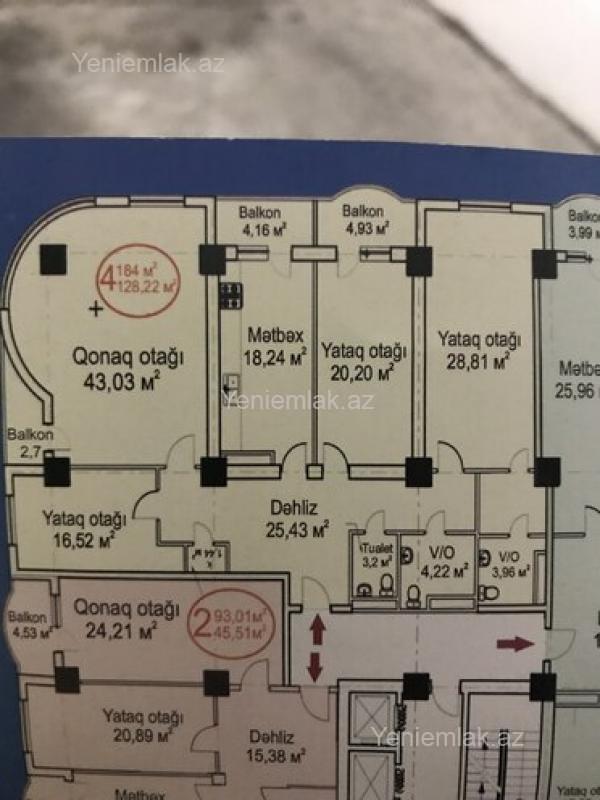 Yeniemlak.az
Balkon
4,16 м²
Balkon
4,93 м²
Balkon
3,99 м²
4
184 м²
128,22 м²
Qonaq otağı
43,03 м²
Mətbəx
18,24 м²
Yataq otağı
20,20 м²
Yataq otağı
28,81 м²
25,96
Yeniemlak.az
Balkon
2,7
Yataq otağı
16,52 м²
Dəhliz
25,43 м²
1,44
Tualet
3,2 м²
V/O
4,22 м²
V/O
3,96 м²
Balkon
4,53 м²
Qonaq otağı
24,21 м²
2
93,01 м²
45,51 м²
Yataq otağı
20,89 м²
Dəhliz
15,38 м²
Yeniemlak.az
Mətbəx
Yataq otağı